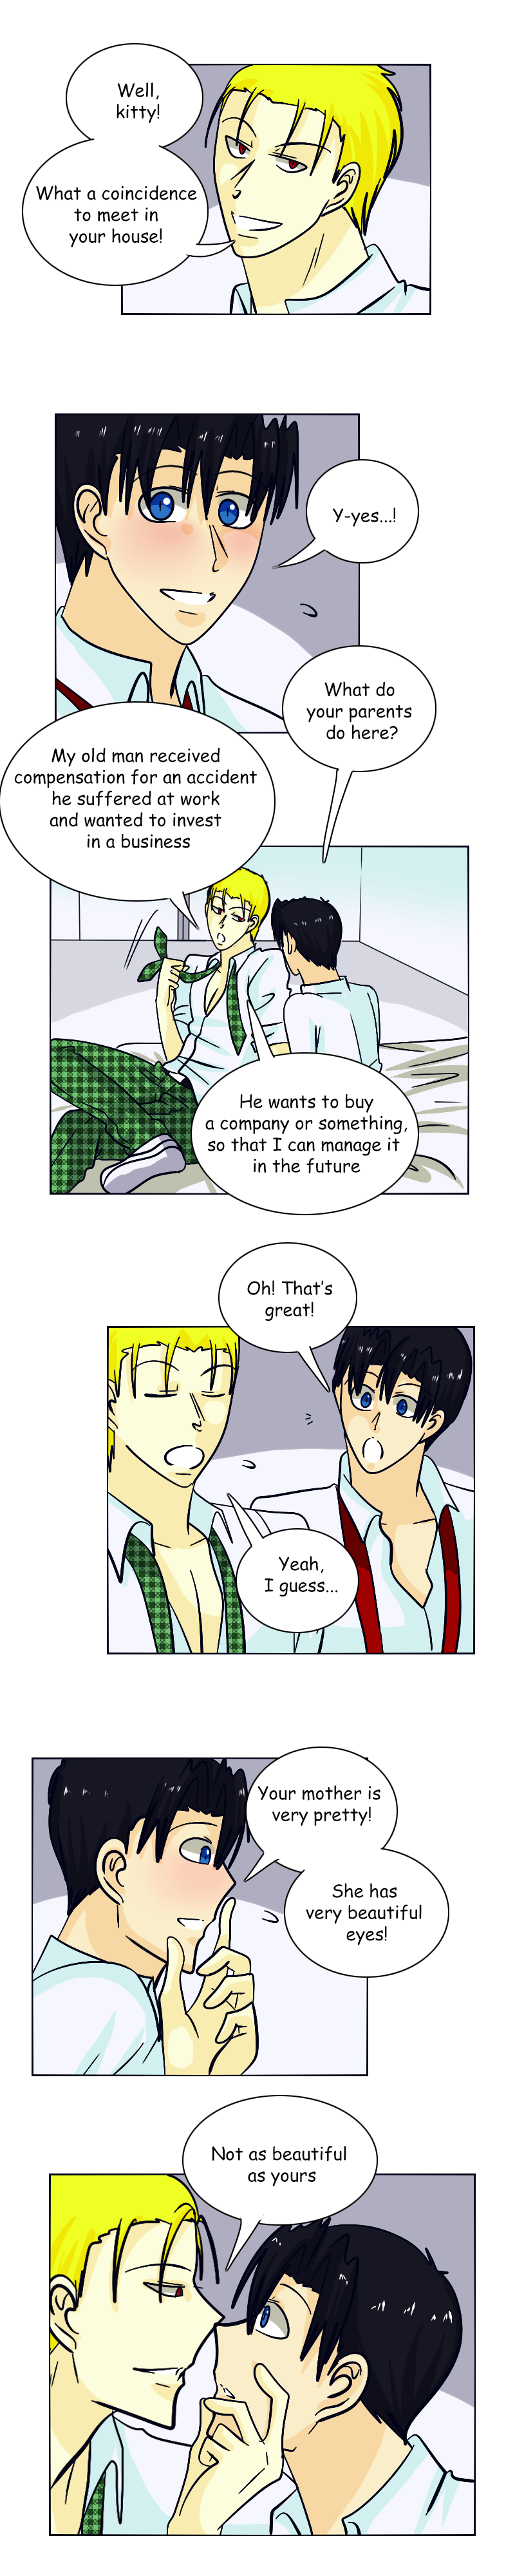 Well,
kitty!
What a coincidence
to meet in
your house!
Y-yes...!
What do
your parents
do here?
My old man received
compensation for an accident
he suffered at work
and wanted to invest
in a business
He wants to buy
a company or something,
so that I can manage it
in the future
Oh! That's
great!
Yeah,
I guess...
Your mother is
very pretty!
She has
very beautiful
eyes!
Not as beautiful
as yours